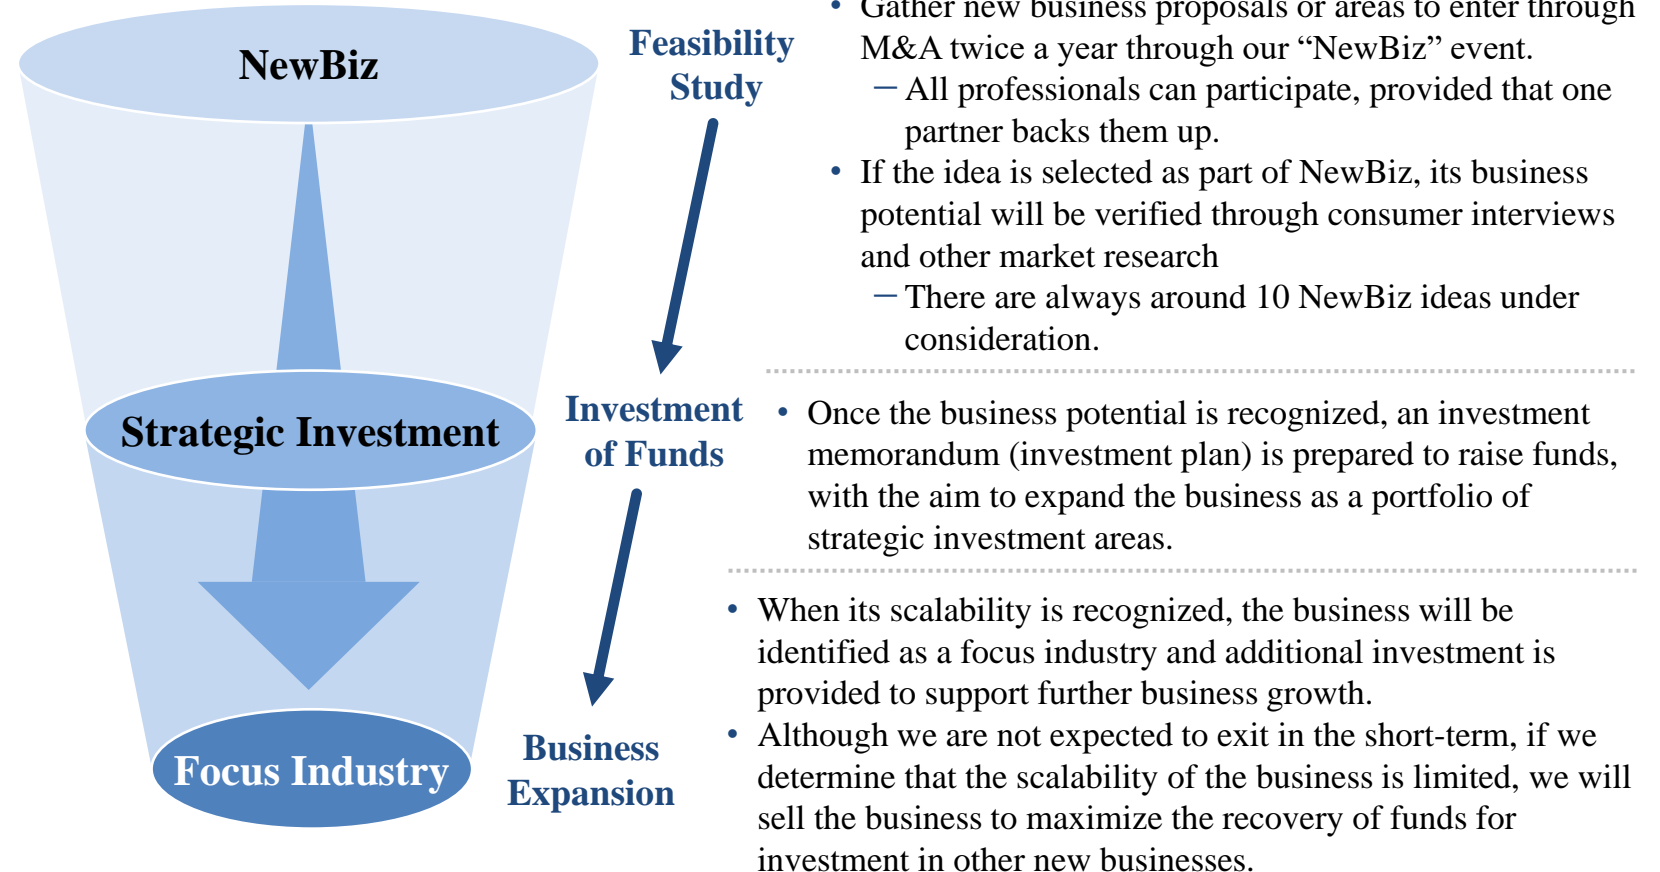 NewBiz
Strategic Investment
Focus Industry
Feasibility
Study
Investment
of Funds
Business
Expansion
• Gather new business proposals or areas to enter through
M&A twice a year through our “NewBiz” event.
– All professionals can participate, provided that one
partner backs them up.
• If the idea is selected as part of NewBiz, its business
potential will be verified through consumer interviews
and other market research
– There are always around 10 NewBiz ideas under
consideration.
• Once the business potential is recognized, an investment
memorandum (investment plan) is prepared to raise funds,
with the aim to expand the business as a portfolio of
strategic investment areas.
• When its scalability is recognized, the business will be
identified as a focus industry and additional investment is
provided to support further business growth.
• Although we are not expected to exit in the short-term, if we
determine that the scalability of the business is limited, we will
sell the business to maximize the recovery of funds for
investment in other new businesses.